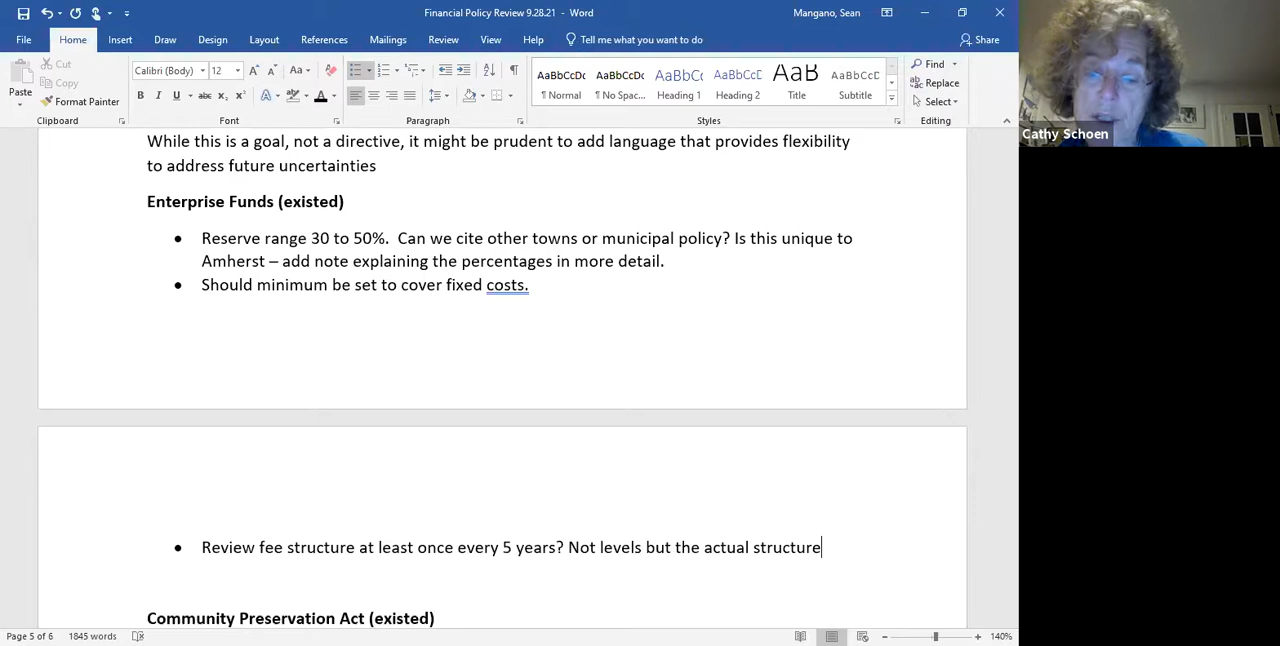 Financial Policy Review 9.28.21 - Word
Mangano, Sean
File Home Insert Draw Design Layout References Mailings Review View Help Tell me what you want to do Share
Paste
Cut
Copy
Format Painter
Clipboard
Calibri (Body) 12
Font
Paragraph
AaBbCcDc AaBbCcDc AaBbCc AaBbCcD AaB AaBbCcD
¶ Normal ¶ No Spac... Heading 1 Heading 2 Title Subtitle
Styles
Find
Replace
Select
Editing
Cathy Schoen
While this is a goal, not a directive, it might be prudent to add language that provides flexibility
to address future uncertainties
Enterprise Funds (existed)
• Reserve range 30 to 50%. Can we cite other towns or municipal policy? Is this unique to
Amherst – add note explaining the percentages in more detail.
• Should minimum be set to cover fixed costs.
• Review fee structure at least once every 5 years? Not levels but the actual structure
Community Preservation Act (existed)
Page 5 of 6 1845 words 140%